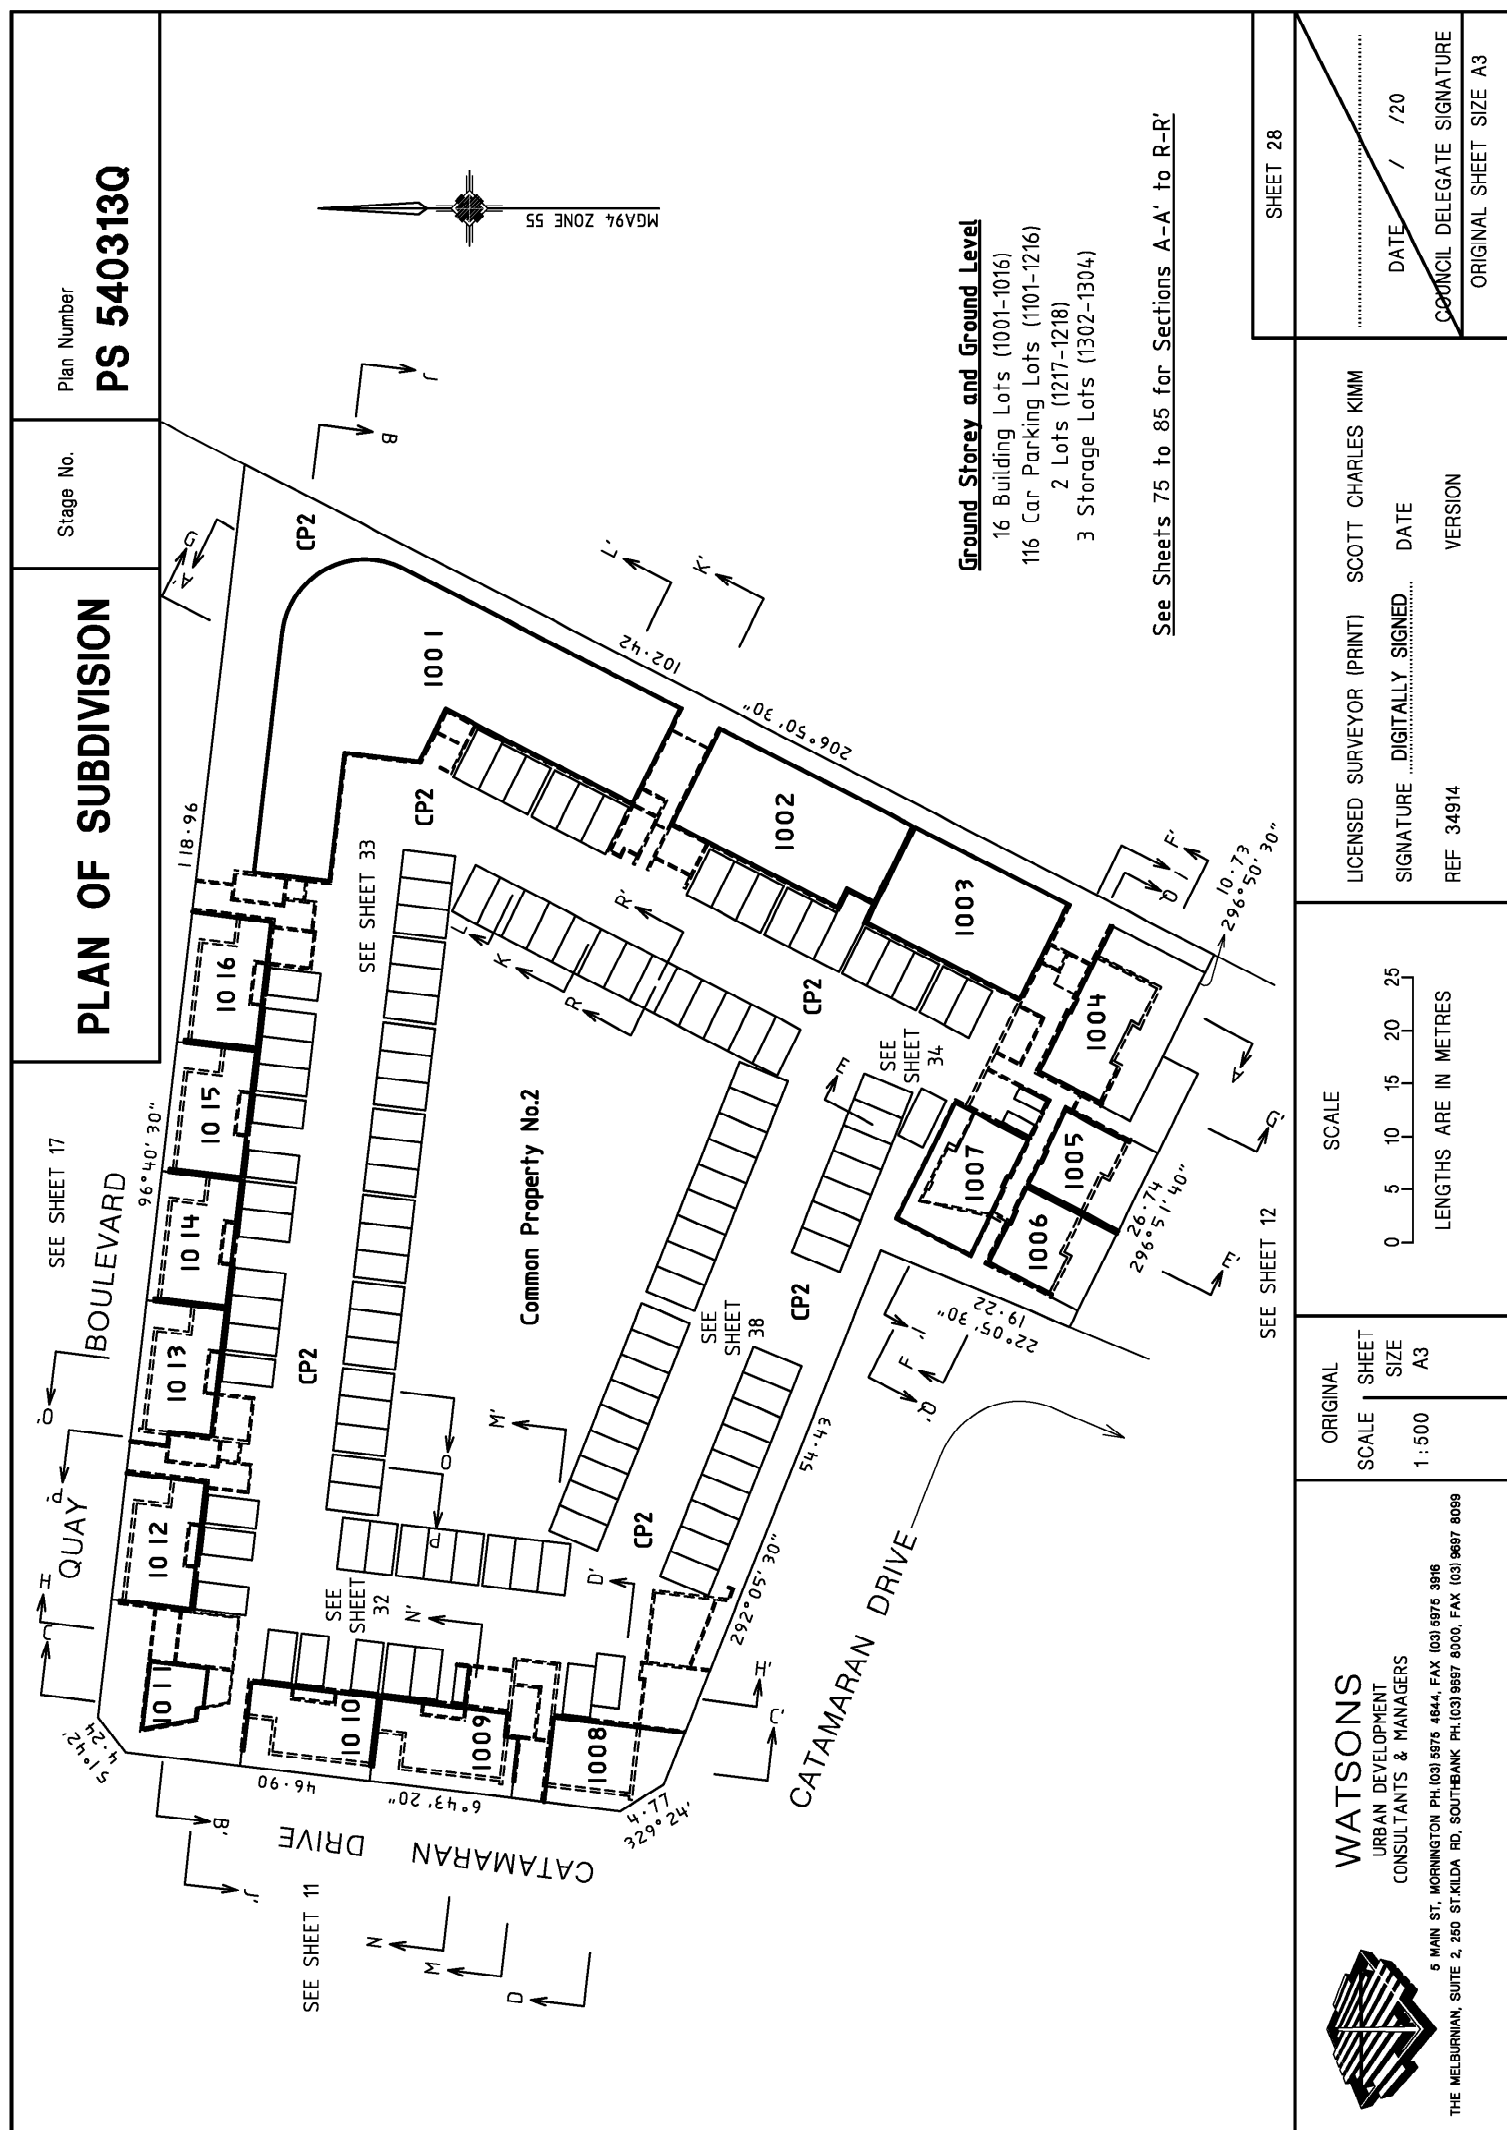 PLAN OF SUBDIVISION
Stage No.
Plan Number
PS 540313Q
SEE SHEET 17
QUAY
BOULEVARD
96°40'30"
118·96
51°42'
4·24
46·90
6°43'20"
4·77
329°24'
CATAMARAN
DRIVE
SEE SHEET 11
1011
1012
1013
1014
1015
1016
1001
1002
1003
1004
1005
1006
1007
1008
1009
1010
CP2
CP2
CP2
CP2
CP2
CP2
Common Property No.2
SEE SHEET 33
SEE
SHEET
32
SEE
SHEET
38
SEE
SHEET
34
102·42
206°50'30"
10·73
296°50'30"
26·74
296°51'40"
19·22
22°05'30"
54·43
292°05'30"
CATAMARAN DRIVE
SEE SHEET 12
MGA94 ZONE 55
A
A'
B
B'
D
D'
E
E'
F
F'
G
G'
H
H'
I'
J
J'
K
K'
L
L'
M
M'
N
N'
O
O'
P
P'
Q
Q'
R
R'
Ground Storey and Ground Level
16 Building Lots (1001-1016)
116 Car Parking Lots (1101-1216)
2 Lots (1217-1218)
3 Storage Lots (1302-1304)
See Sheets 75 to 85 for Sections A-A' to R-R'
SHEET 28
WATSONS
URBAN DEVELOPMENT
CONSULTANTS & MANAGERS
5 MAIN ST, MORNINGTON PH.(03) 5975 4644, FAX (03) 5975 3916
THE MELBURNIAN, SUITE 2, 250 ST.KILDA RD, SOUTHBANK PH.(03) 9697 8000, FAX (03) 9697 8099
ORIGINAL
SCALE
SHEET
SIZE
1:500
A3
SCALE
0 5 10 15 20 25
LENGTHS ARE IN METRES
LICENSED SURVEYOR (PRINT) SCOTT CHARLES KIMM
SIGNATURE DIGITALLY SIGNED DATE
REF 34914 VERSION
DATE / /20
COUNCIL DELEGATE SIGNATURE
ORIGINAL SHEET SIZE A3